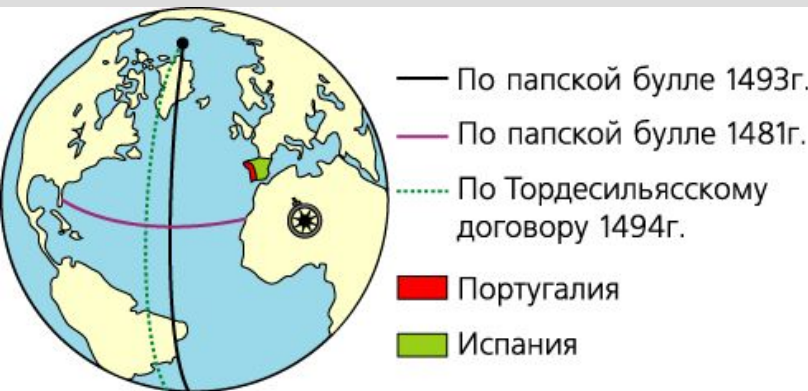 По папской булле 1493г.
По папской булле 1481г.
По Тордесильясскому
договору 1494г.
Португалия
Испания